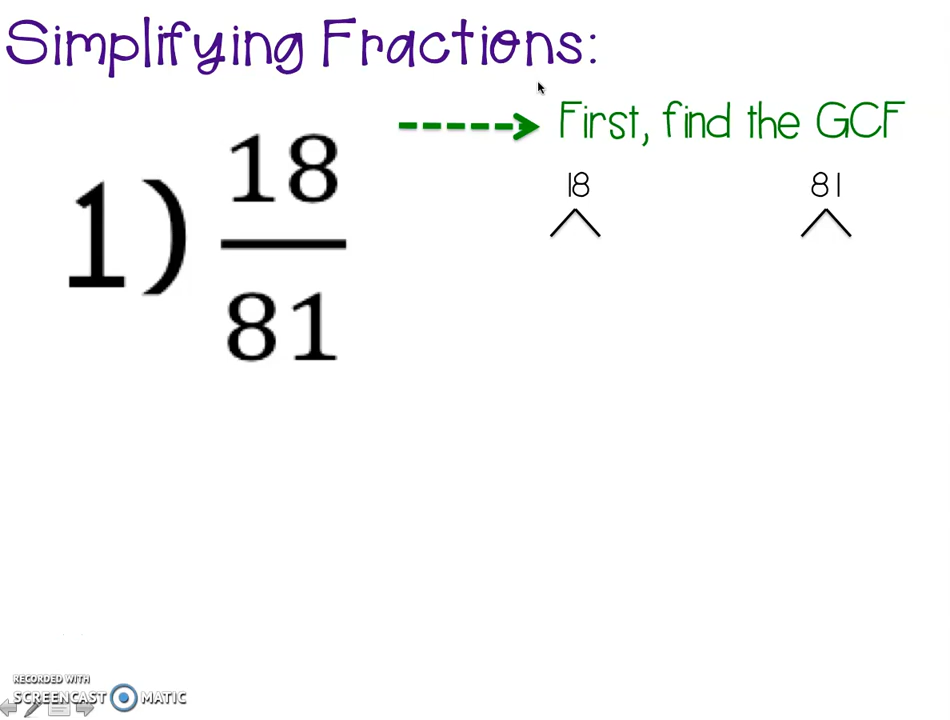 Simplifying Fractions:
First, find the GCF
18 81
1) 18
81
RECORDED WITH
SCREENCAST MATIC